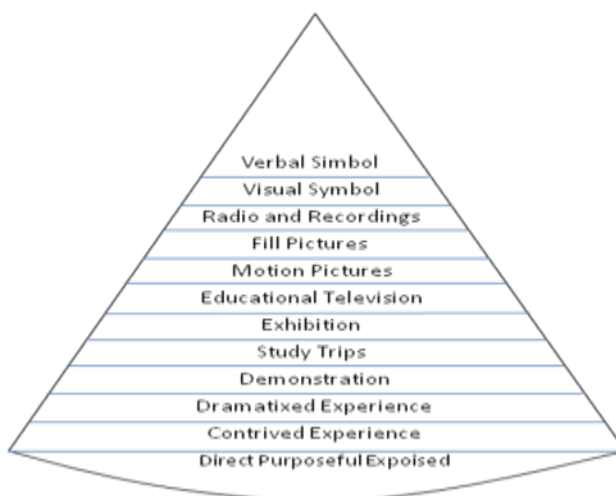 Verbal Simbol
Visual Symbol
Radio and Recordings
Fill Pictures
Motion Pictures
Educational Television
Exhibition
Study Trips
Demonstration
Dramatixed Experience
Contrived Experience
Direct Purposeful Expoised